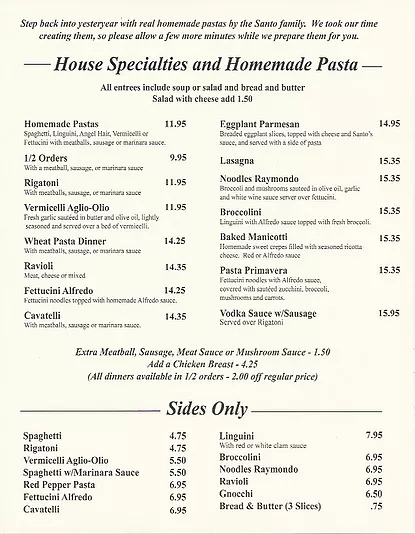 Step back into yesteryear with real homemade pastas by the Santo family. We took our time
creating them, so please allow a few more minutes while we prepare them for you.
House Specialties and Homemade Pasta
All entrees include soup or salad and bread and butter
Salad with cheese add 1.50
Homemade Pastas 11.95
Spaghetti, Linguini, Angel Hair, Vermicelli or
Fettucini with meatballs, sausage or marinara sauce.
1/2 Orders 9.95
With a meatball, sausage, or marinara sauce
Rigatoni 11.95
With meatballs, sausage, or marinara sauce.
Vermicelli Aglio-Olio 11.95
Fresh garlic sautéed in butter and olive oil, lightly
seasoned and served over a bed of vermicelli.
Wheat Pasta Dinner 14.25
With meatballs, sausage, or marinara sauce
Ravioli 14.35
Meat, cheese or mixed
Fettucini Alfredo 14.25
Fettucini noodles topped with homemade Alfredo sauce.
Cavatelli 14.35
With meatballs, sausage or marinara sauce.
Eggplant Parmesan 14.95
Breaded eggplant slices, topped with cheese and Santo's
sauce, and served with a side of pasta
Lasagna 15.35
Noodles Raymondo 15.35
Broccoli and mushrooms sauteed in olive oil, garlic
and white wine sauce server over fettucini.
Broccolini 15.35
Linguini with Alfredo sauce topped with fresh broccoli.
Baked Manicotti 15.35
Homemade sweet crepes filled with seasoned ricotta
cheese. Red or Alfredo sauce
Pasta Primavera 15.35
Fettucini noodles with Alfredo sauce,
covered with sautéed zucchini, broccoli,
mushrooms and carrots.
Vodka Sauce w/Sausage 15.95
Served over Rigatoni
Extra Meatball, Sausage, Meat Sauce or Mushroom Sauce - 1.50
Add a Chicken Breast - 4.25
(All dinners available in 1/2 orders - 2.00 off regular price)
Sides Only
Spaghetti 4.75
Rigatoni 4.75
Vermicelli Aglio-Olio 5.50
Spaghetti w/Marinara Sauce 5.50
Red Pepper Pasta 6.95
Fettucini Alfredo 6.95
Cavatelli 6.95
Linguini 7.95
With red or white clam sauce
Broccolini 6.95
Noodles Raymondo 6.95
Ravioli 6.95
Gnocchi 6.50
Bread & Butter (3 Slices) .75